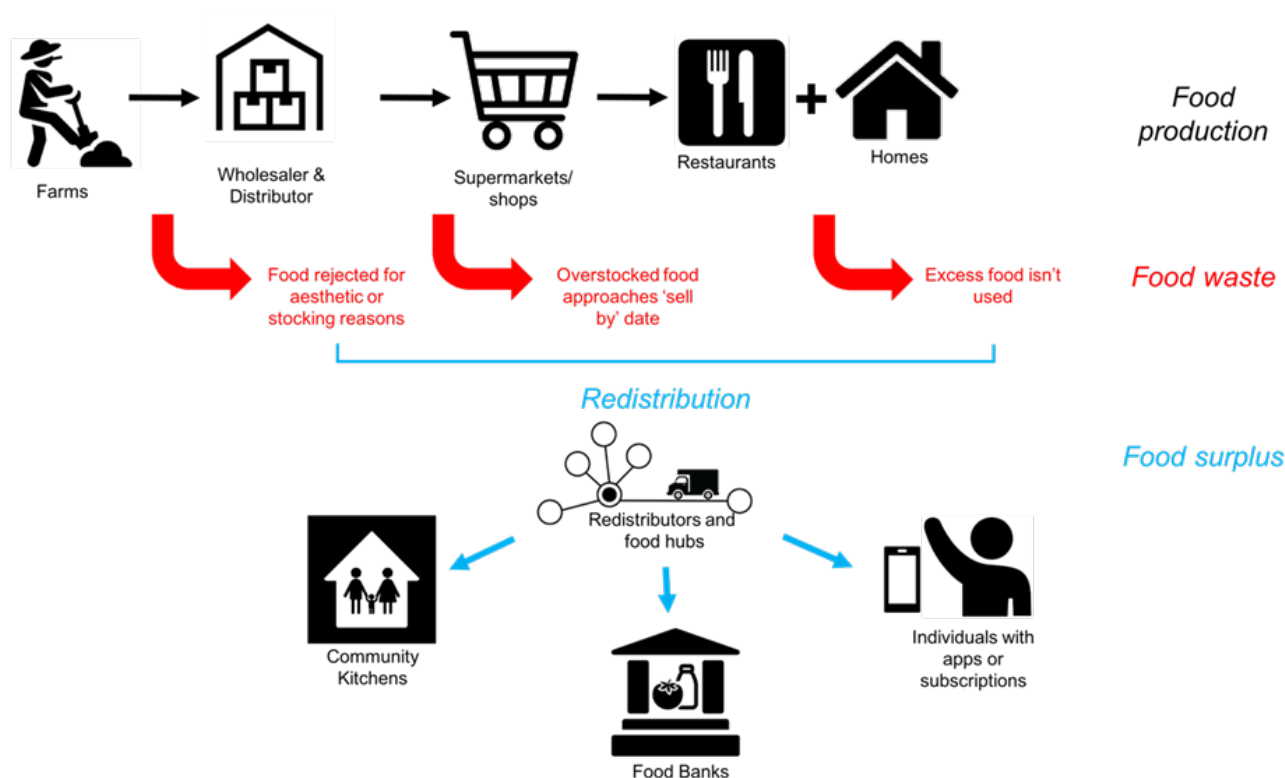 Farms
Wholesaler &
Distributor
Supermarkets/
shops
Restaurants
+
Homes
Food
production
Food rejected for
aesthetic or
stocking reasons
Overstocked food
approaches ‘sell
by’ date
Excess food isn’t
used
Food waste
Redistribution
Food surplus
Redistributors and
food hubs
Community
Kitchens
Food Banks
Individuals with
apps or
subscriptions